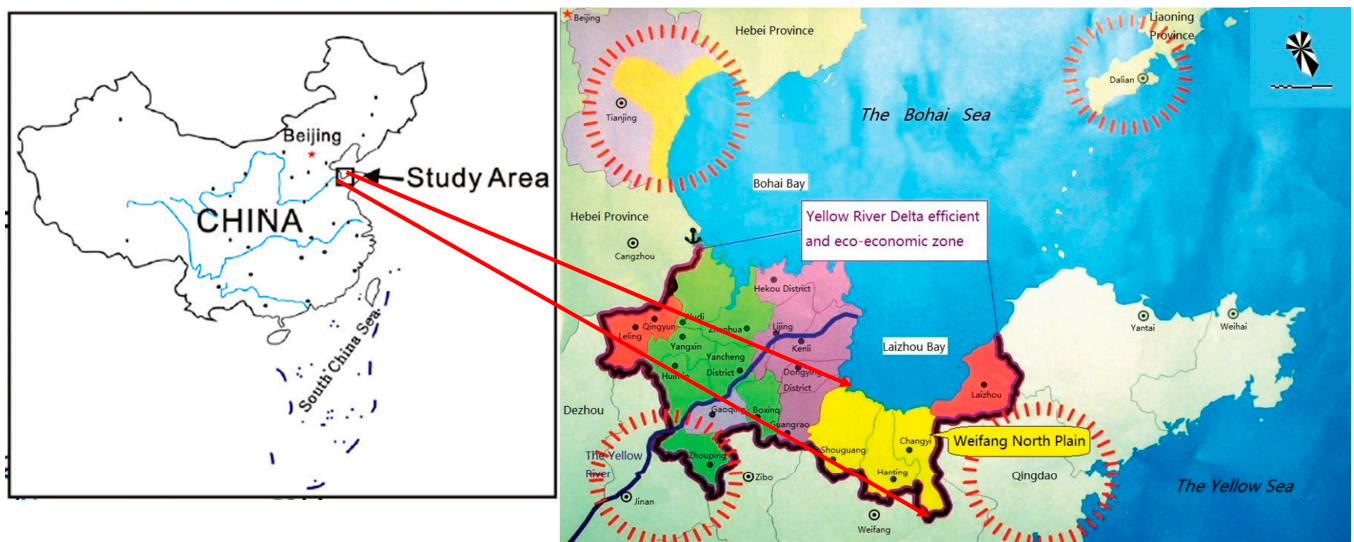 Beijing
Study Area
CHINA
South China Sea
Beijing
Hebei Province
Liaoning
Province
Dalian
Tianjing
The Bohai Sea
Bohai Bay
Hebei Province
Cangzhou
Yellow River Delta efficient
and eco-economic zone
Hekou District
Qingyun
Leling
Zhanhua
Lijing
Yangxin
Kenli
Yancheng
District
Dongying
District
Laizhou Bay
Yantai
Weihai
Laizhou
Dezhou
Gaoqing
Boxing
Guangrao
Zhouping
Shouguang
Changyi
Hanting
Weifang North Plain
The Yellow
River
Jinan
Zibo
Weifang
Qingdao
The Yellow Sea